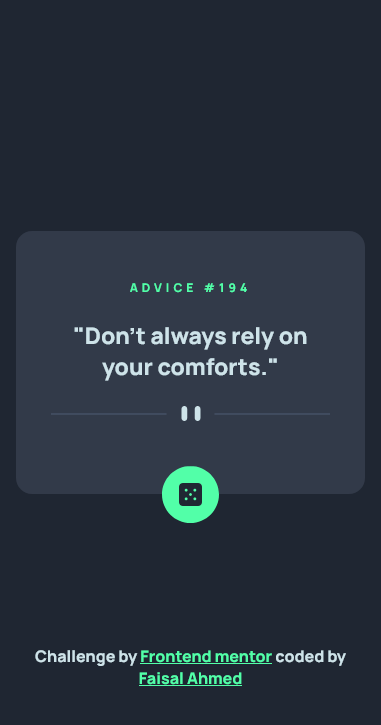 ADVICE #194
"Don’t always rely on
your comforts."
Challenge by Frontend mentor coded by
Faisal Ahmed